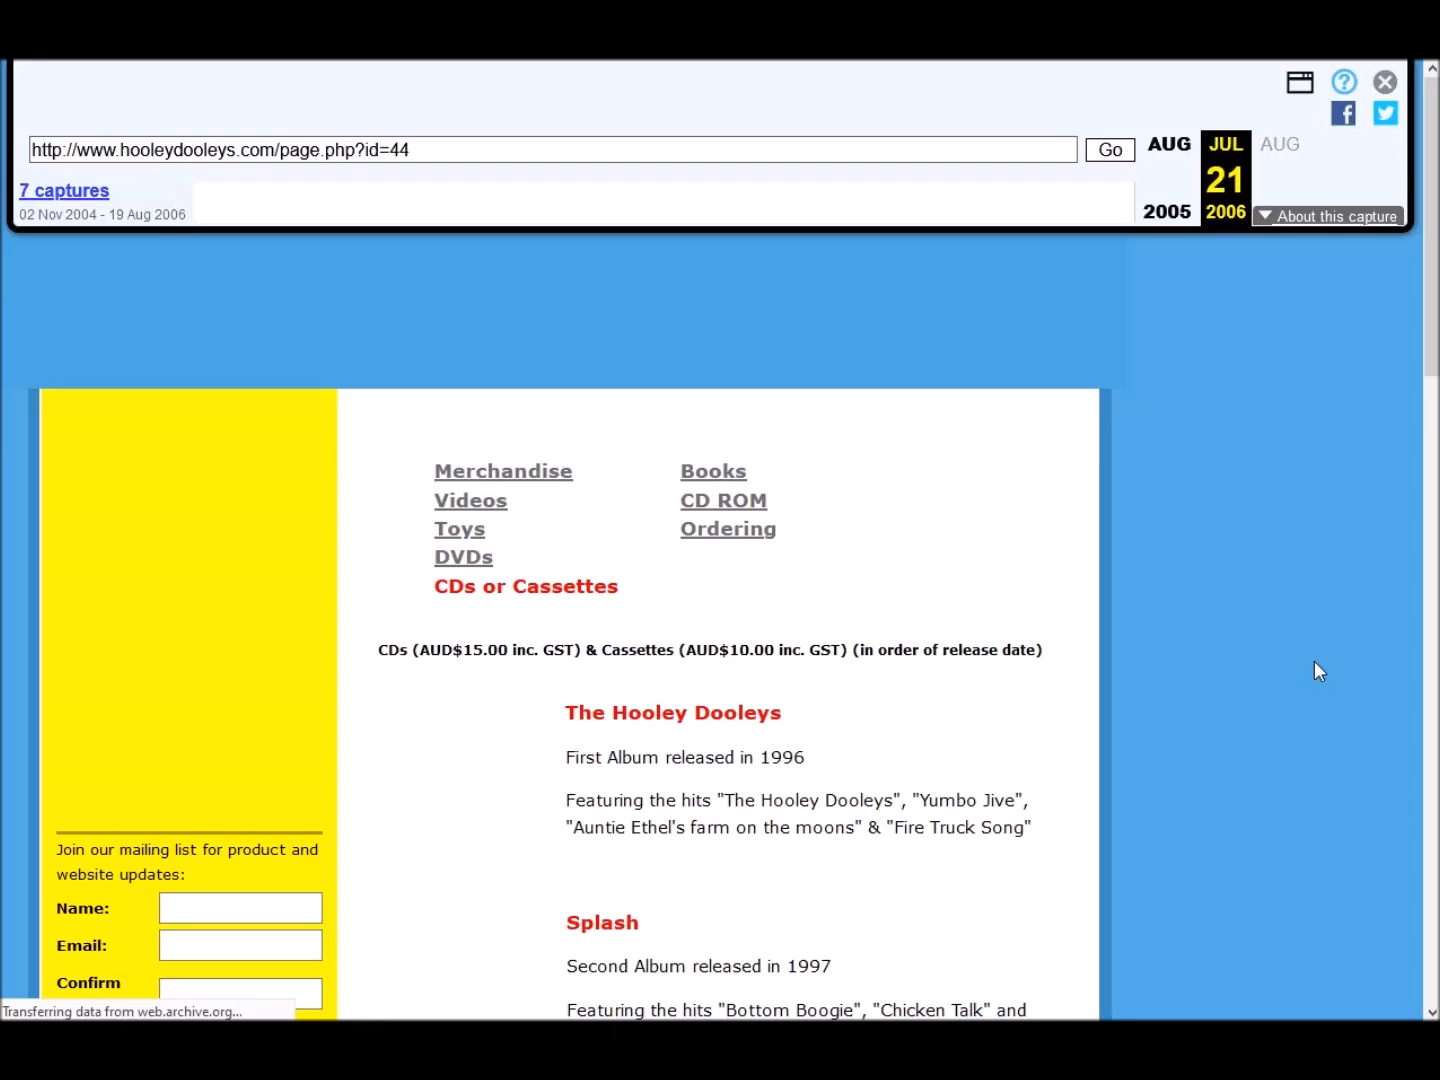 http://www.hooleydooleys.com/page.php?id=44
Go
AUG
JUL
AUG
21
7 captures
02 Nov 2004 - 19 Aug 2006
2005
2006
About this capture
Merchandise
Books
Videos
CD ROM
Toys
Ordering
DVDs
CDs or Cassettes
CDs (AUD$15.00 inc. GST) & Cassettes (AUD$10.00 inc. GST) (in order of release date)
The Hooley Dooleys
First Album released in 1996
Featuring the hits "The Hooley Dooleys", "Yumbo Jive",
"Auntie Ethel's farm on the moons" & "Fire Truck Song"
Join our mailing list for product and
website updates:
Name:
Email:
Confirm
Splash
Second Album released in 1997
Featuring the hits "Bottom Boogie", "Chicken Talk" and
Transferring data from web.archive.org...